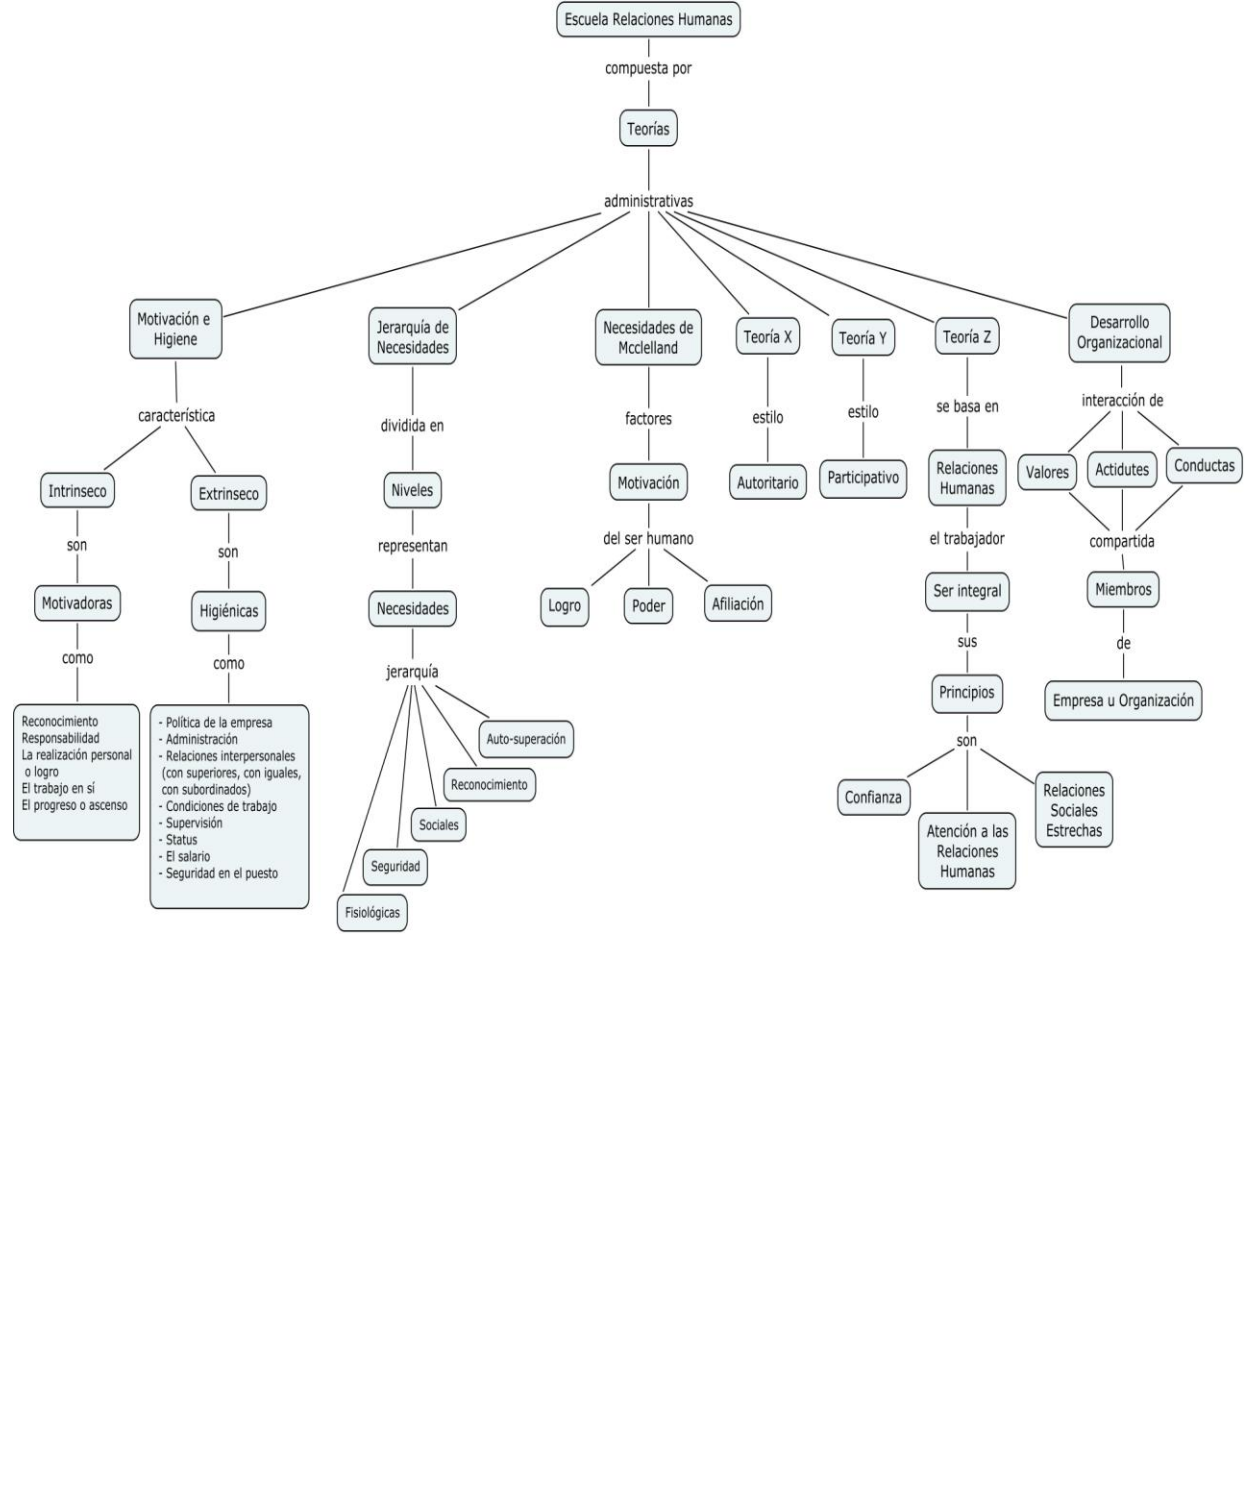 Escuela Relaciones Humanas
compuesta por
Teorías
administrativas
Motivación e
Higiene
Jerarquía de
Necesidades
Necesidades de
Mcclelland
Teoría X
Teoría Y
Teoría Z
Desarrollo
Organizacional
característica
dividida en
factores
estilo
estilo
se basa en
interacción de
Intrinseco
Extrinseco
Niveles
Motivación
Autoritario
Participativo
Relaciones
Humanas
Valores
Actidutes
Conductas
son
son
representan
del ser humano
el trabajador
compartida
Motivadoras
Higiénicas
Necesidades
Logro
Poder
Afiliación
Ser integral
Miembros
como
como
jerarquía
sus
de
Principios
Empresa u Organización
Reconocimiento
Responsabilidad
La realización personal
o logro
El trabajo en sí
El progreso o ascenso
- Política de la empresa
- Administración
- Relaciones interpersonales
(con superiores, con iguales,
con subordinados)
- Condiciones de trabajo
- Supervisión
- Status
- El salario
- Seguridad en el puesto
Auto-superación
Reconocimiento
Sociales
Seguridad
Fisiológicas
son
Confianza
Atención a las
Relaciones
Humanas
Relaciones
Sociales
Estrechas